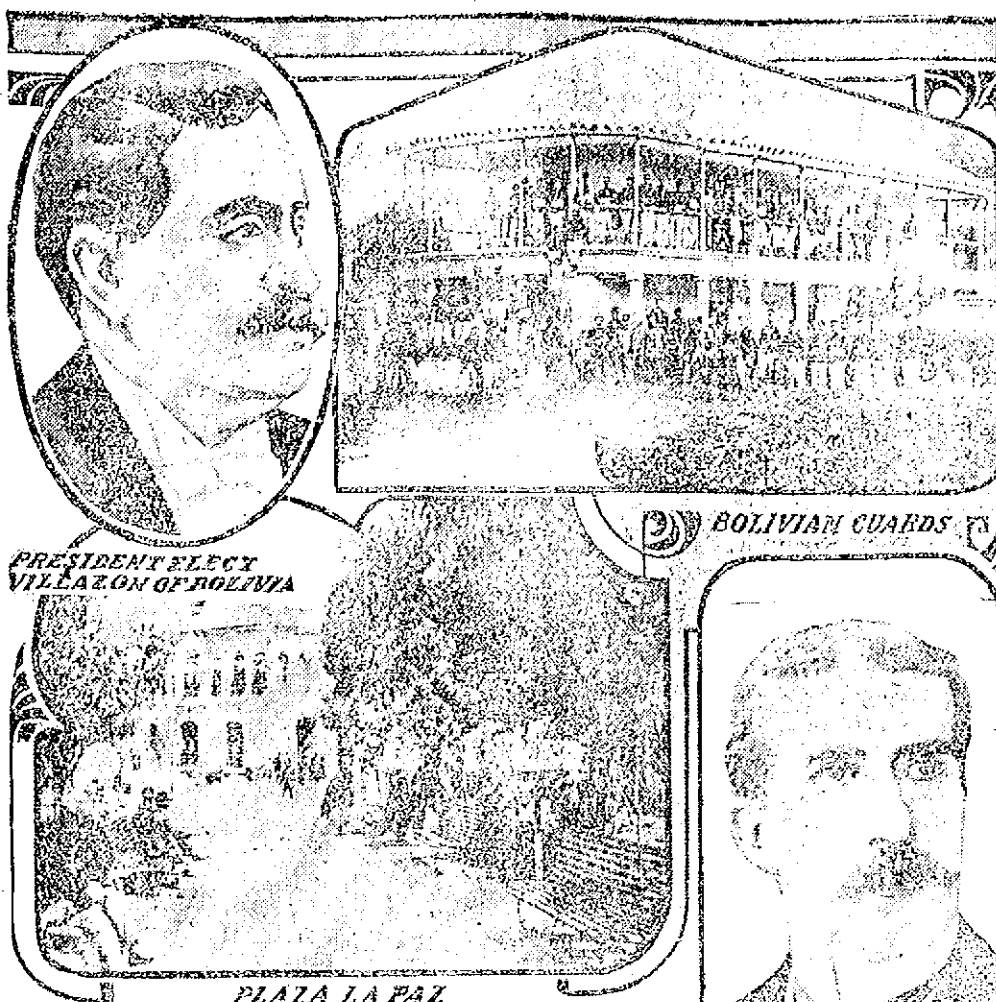 PRESIDENT ELECT
VILLAZON OF BOLIVIA
BOLIVIAN GUARDS
PLAZA LA PAZ